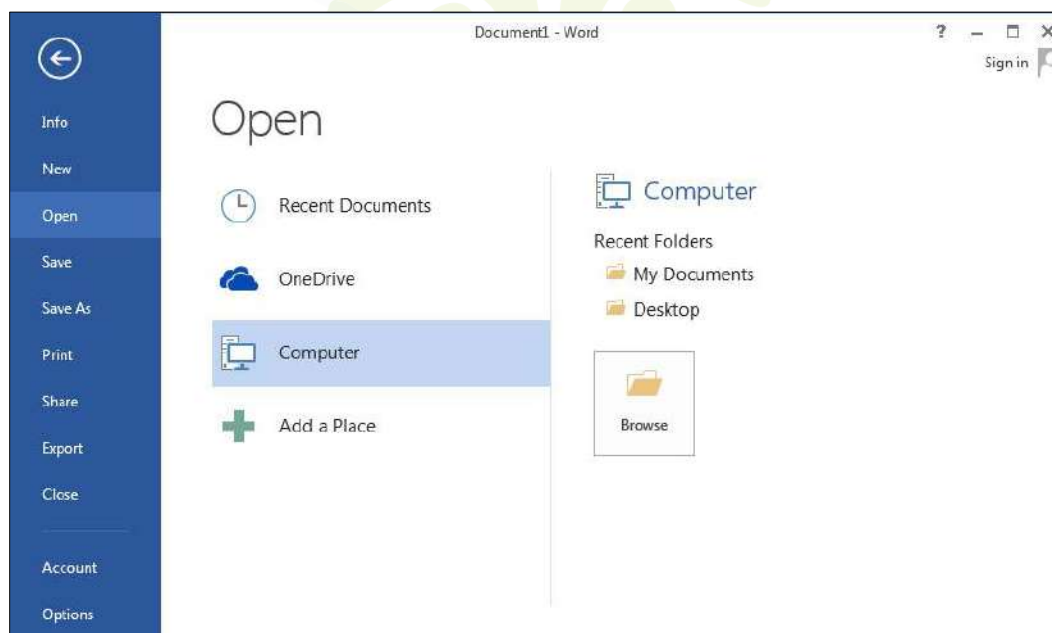 Document1 - Word
?
Sign in
Info
New
Open
Save
Save As
Print
Share
Export
Close
Account
Options
Open
Recent Documents
OneDrive
Computer
Add a Place
Computer
Recent Folders
My Documents
Desktop
Browse